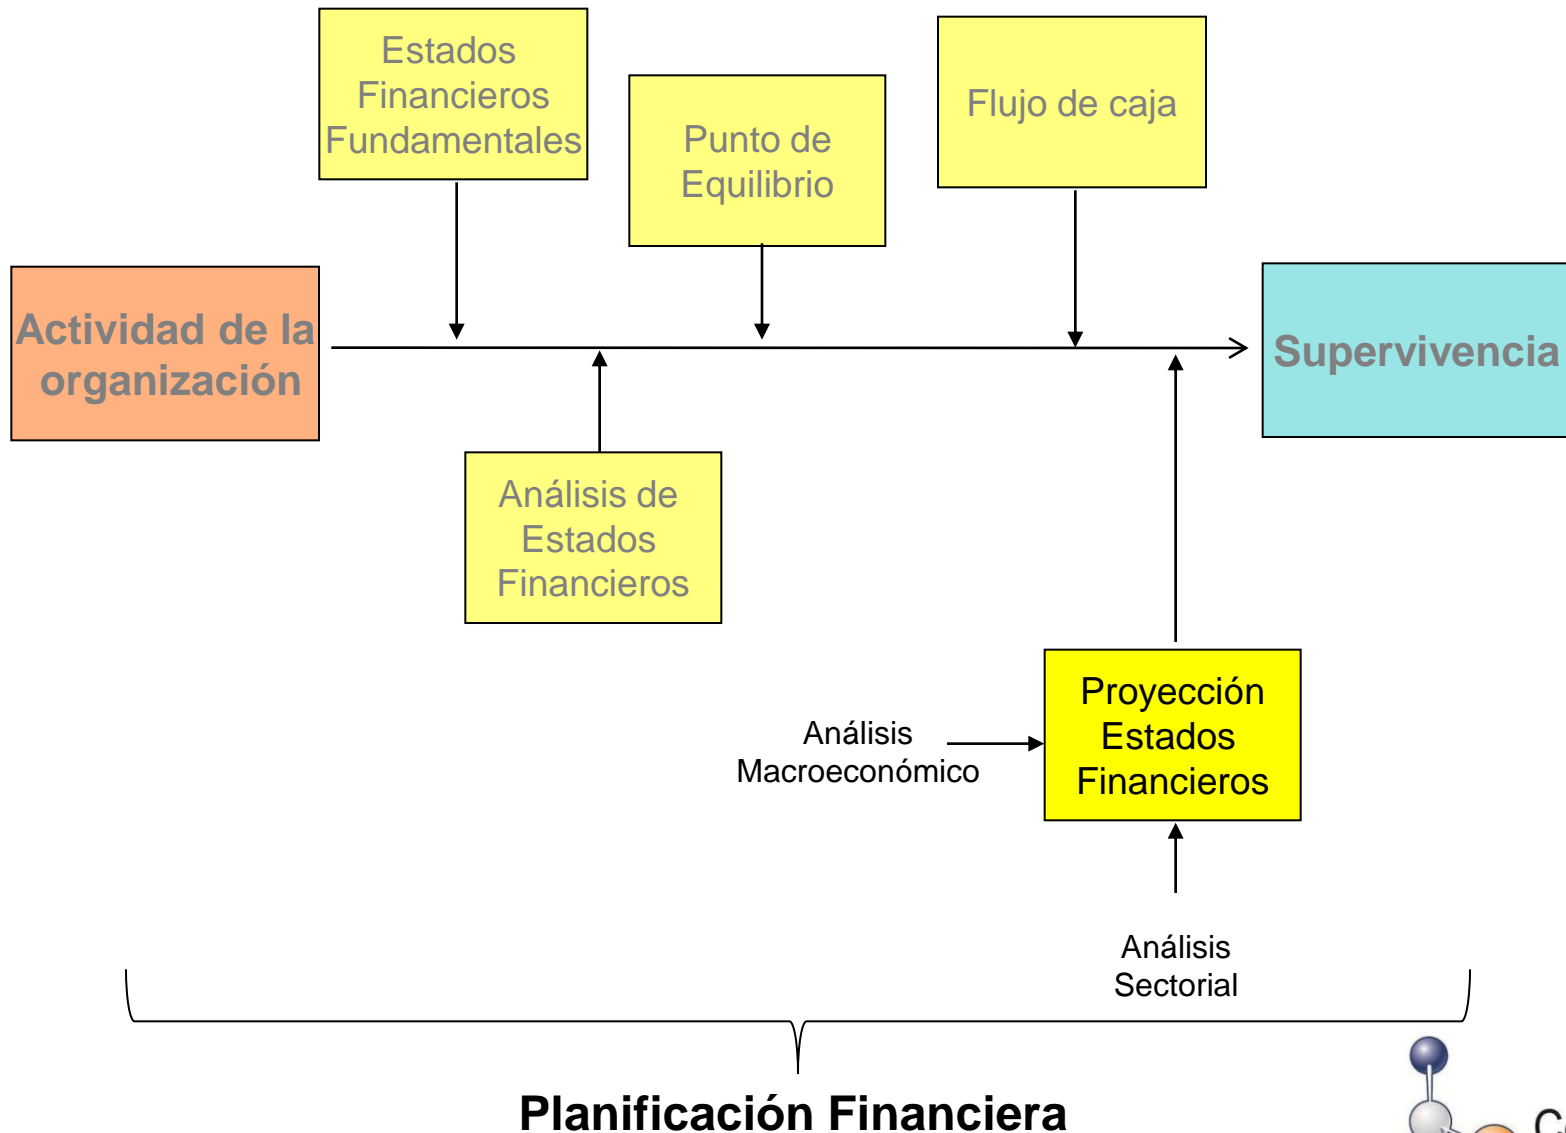 Estados
Financieros
Fundamentales
Punto de
Equilibrio
Flujo de caja
Actividad de la
organización
Supervivencia
Análisis de
Estados
Financieros
Proyección
Estados
Financieros
Análisis
Macroeconómico
Análisis
Sectorial
Planificación Financiera